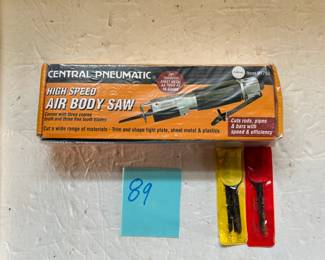 CENTRAL PNEUMATIC
HIGH SPEED
AIR BODY SAW
Comes with three coarse
tooth and three fine tooth blades
Cut a wide range of materials - Trim and shape light plate, sheet metal & plastics
Cuts rods, pipes
& bars with
speed & efficiency
89